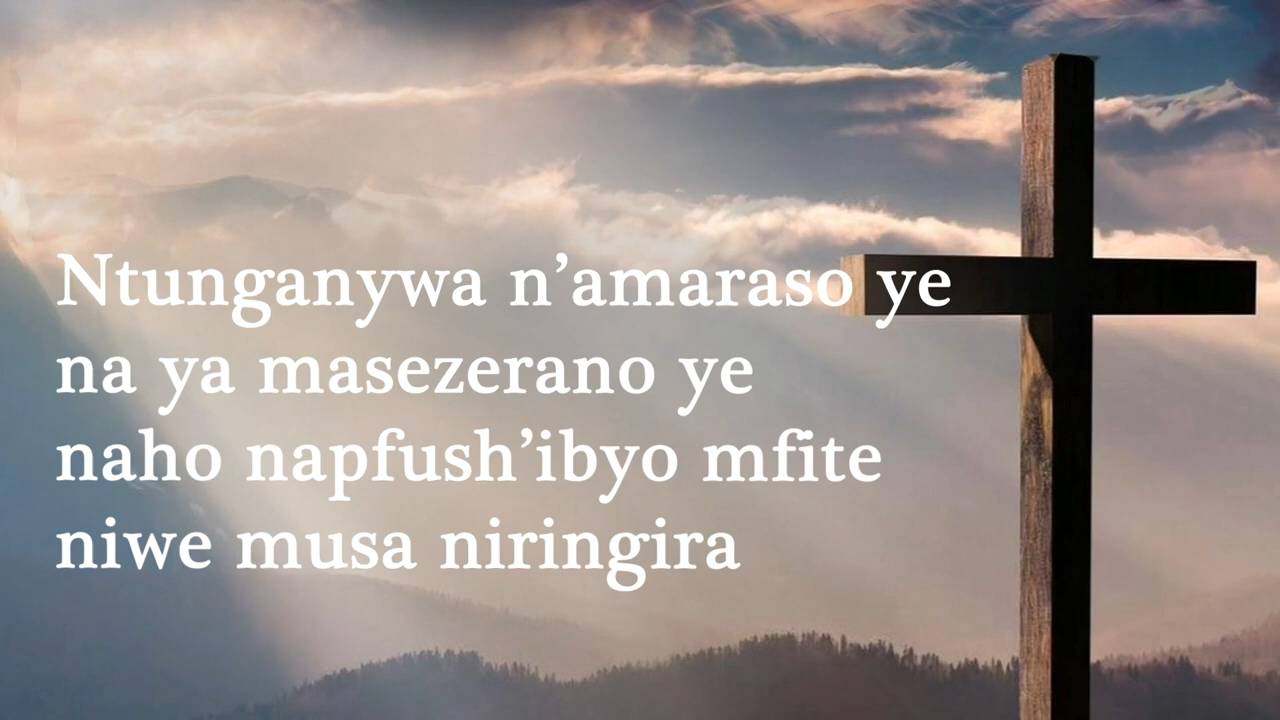 Ntunganywa n’amaraso ye
na ya masezerano ye
naho napfush’ibyo mfite
niwe musa niringira